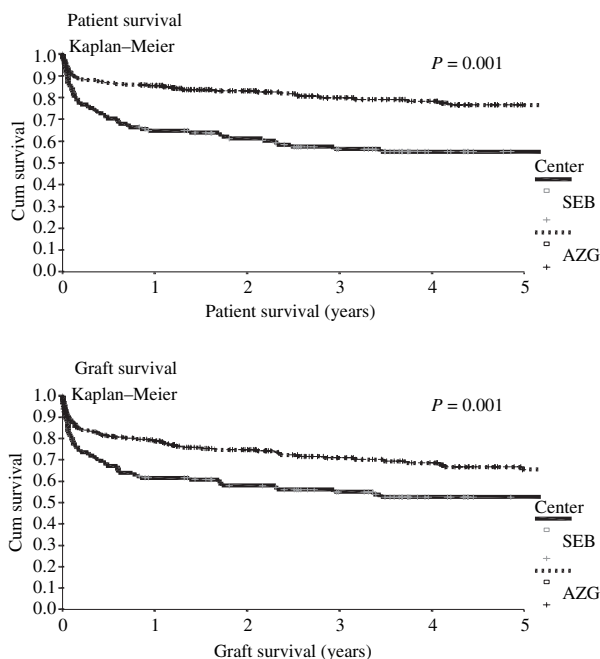 Patient survival
Kaplan–Meier
P = 0.001
1.0
0.9
0.8
0.7
0.6
0.5
0.4
0.3
0.2
0.1
0.0
Cum survival
0 1 2 3 4 5
Patient survival (years)
Center
SEB
AZG
Graft survival
Kaplan–Meier
P = 0.001
1.0
0.9
0.8
0.7
0.6
0.5
0.4
0.3
0.2
0.1
0.0
Cum survival
0 1 2 3 4 5
Graft survival (years)
Center
SEB
AZG